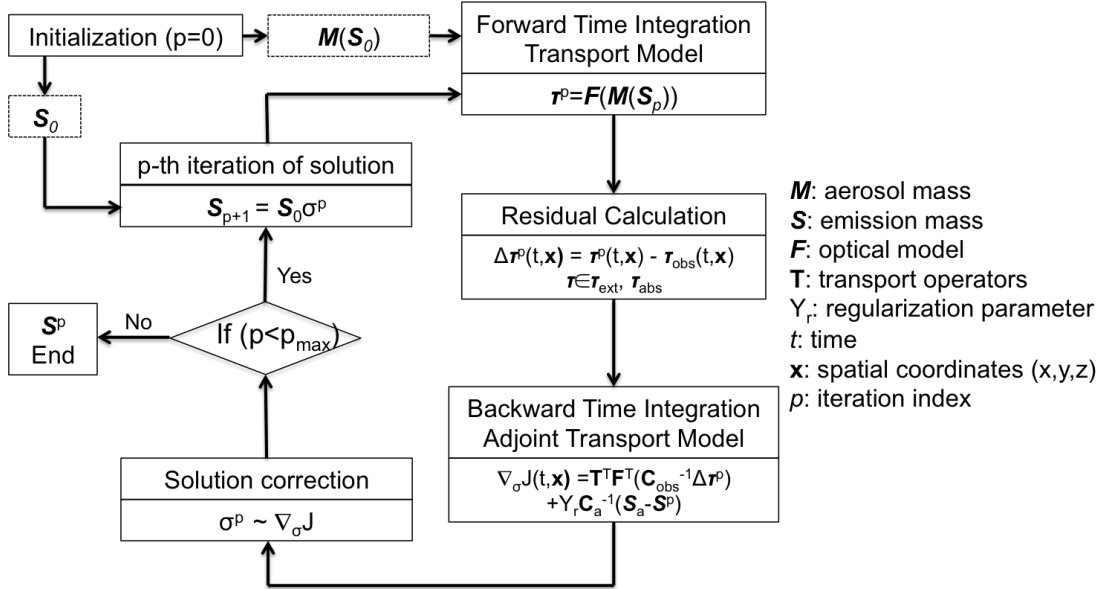 Initialization (p=0)
M(S₀)
Forward Time Integration
Transport Model
τᵖ=F(M(Sₚ))
S₀
p-th iteration of solution
Sₚ₊₁ = S₀σᵖ
Residual Calculation
Δτᵖ(t,x) = τᵖ(t,x) - τobs(t,x)
τ∈τext, τabs
Yes
No
If (p<pmax)
Sᵖ
End
Backward Time Integration
Adjoint Transport Model
∇σJ(t,x) =TᵀFᵀ(Cobs⁻¹Δτᵖ)
+ϒrCa⁻¹(Sa-Sᵖ)
Solution correction
σᵖ ~ ∇σJ
M: aerosol mass
S: emission mass
F: optical model
T: transport operators
ϒr: regularization parameter
t: time
x: spatial coordinates (x,y,z)
p: iteration index